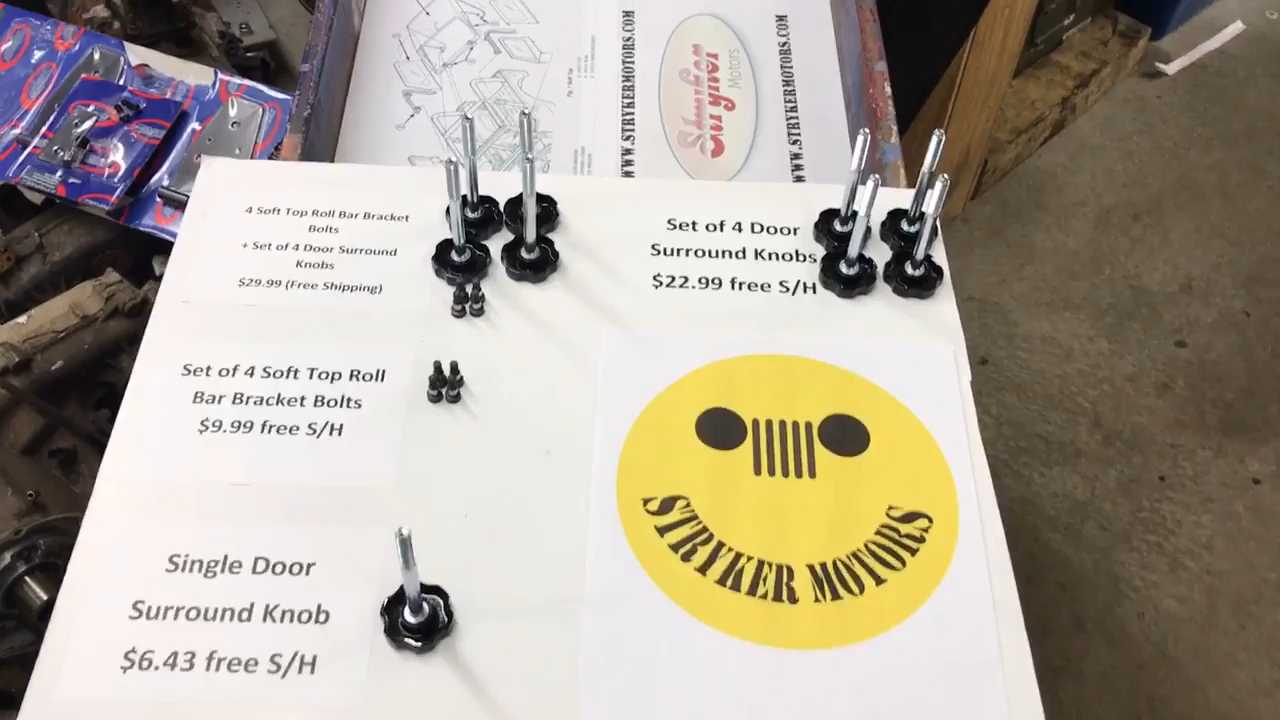 WWW.STRYKERMOTORS.COM
Stryker
Motors
WWW.STRYKERMOTORS.COM
4 Soft Top Roll Bar Bracket
Bolts
+ Set of 4 Door Surround
Knobs
$29.99 (Free Shipping)
Set of 4 Door
Surround Knobs
$22.99 free S/H
Set of 4 Soft Top Roll
Bar Bracket Bolts
$9.99 free S/H
STRYKER MOTORS
Single Door
Surround Knob
$6.43 free S/H